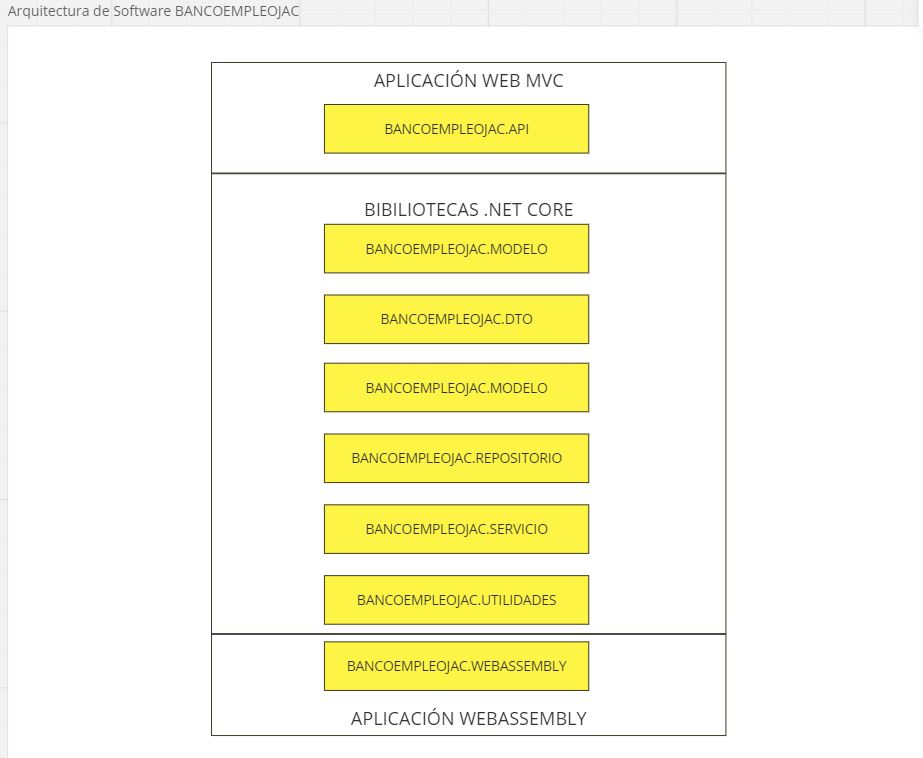 Arquitectura de Software BANCOEMPLEOJAC
APLICACIÓN WEB MVC
BANCOEMPLEOJAC.API
BIBILIOTECAS .NET CORE
BANCOEMPLEOJAC.MODELO
BANCOEMPLEOJAC.DTO
BANCOEMPLEOJAC.MODELO
BANCOEMPLEOJAC.REPOSITORIO
BANCOEMPLEOJAC.SERVICIO
BANCOEMPLEOJAC.UTILIDADES
BANCOEMPLEOJAC.WEBASSEMBLY
APLICACIÓN WEBASSEMBLY